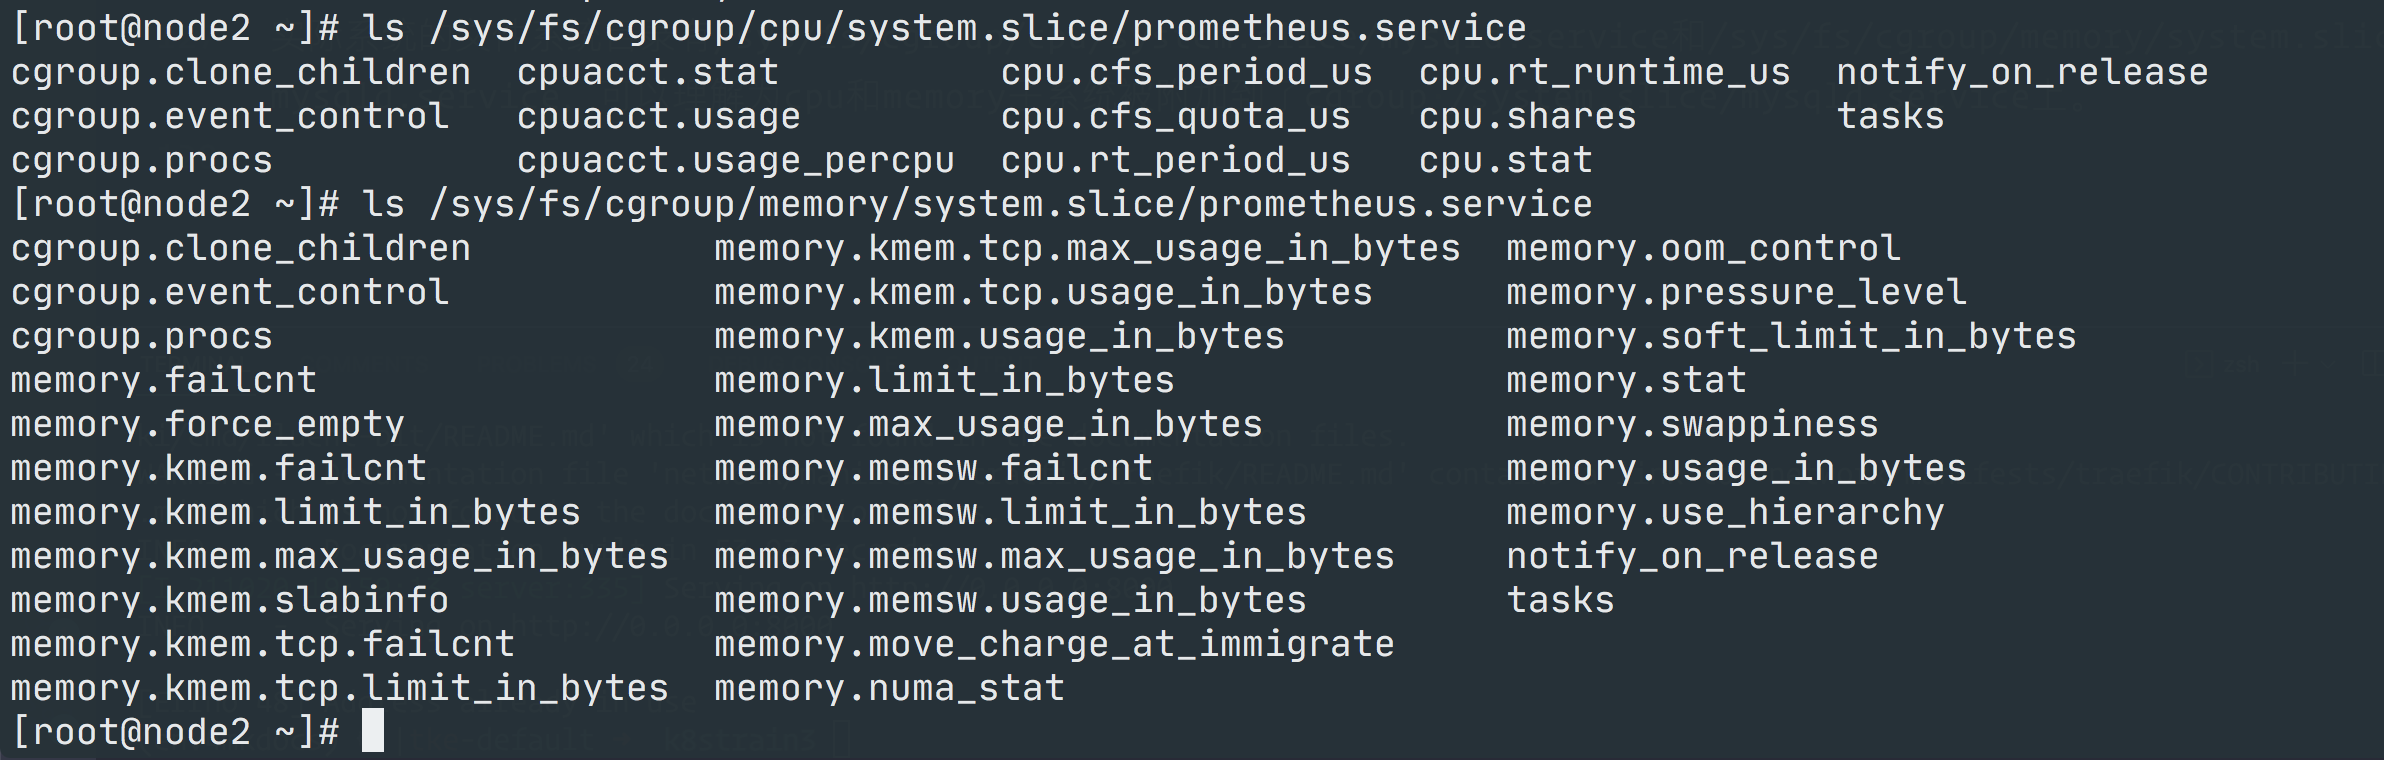 [root@node2 ~]# ls /sys/fs/cgroup/cpu/system.slice/prometheus.service
cgroup.clone_children  cpuacct.stat          cpu.cfs_period_us  cpu.rt_runtime_us  notify_on_release
cgroup.event_control   cpuacct.usage         cpu.cfs_quota_us   cpu.shares         tasks
cgroup.procs           cpuacct.usage_percpu  cpu.rt_period_us   cpu.stat
[root@node2 ~]# ls /sys/fs/cgroup/memory/system.slice/prometheus.service
cgroup.clone_children           memory.kmem.tcp.max_usage_in_bytes  memory.oom_control
cgroup.event_control            memory.kmem.tcp.usage_in_bytes      memory.pressure_level
cgroup.procs                    memory.kmem.usage_in_bytes          memory.soft_limit_in_bytes
memory.failcnt                  memory.limit_in_bytes               memory.stat
memory.force_empty              memory.max_usage_in_bytes           memory.swappiness
memory.kmem.failcnt             memory.memsw.failcnt                memory.usage_in_bytes
memory.kmem.limit_in_bytes      memory.memsw.limit_in_bytes         memory.use_hierarchy
memory.kmem.max_usage_in_bytes  memory.memsw.max_usage_in_bytes     notify_on_release
memory.kmem.slabinfo            memory.memsw.usage_in_bytes         tasks
memory.kmem.tcp.failcnt         memory.move_charge_at_immigrate
memory.kmem.tcp.limit_in_bytes  memory.numa_stat
[root@node2 ~]#